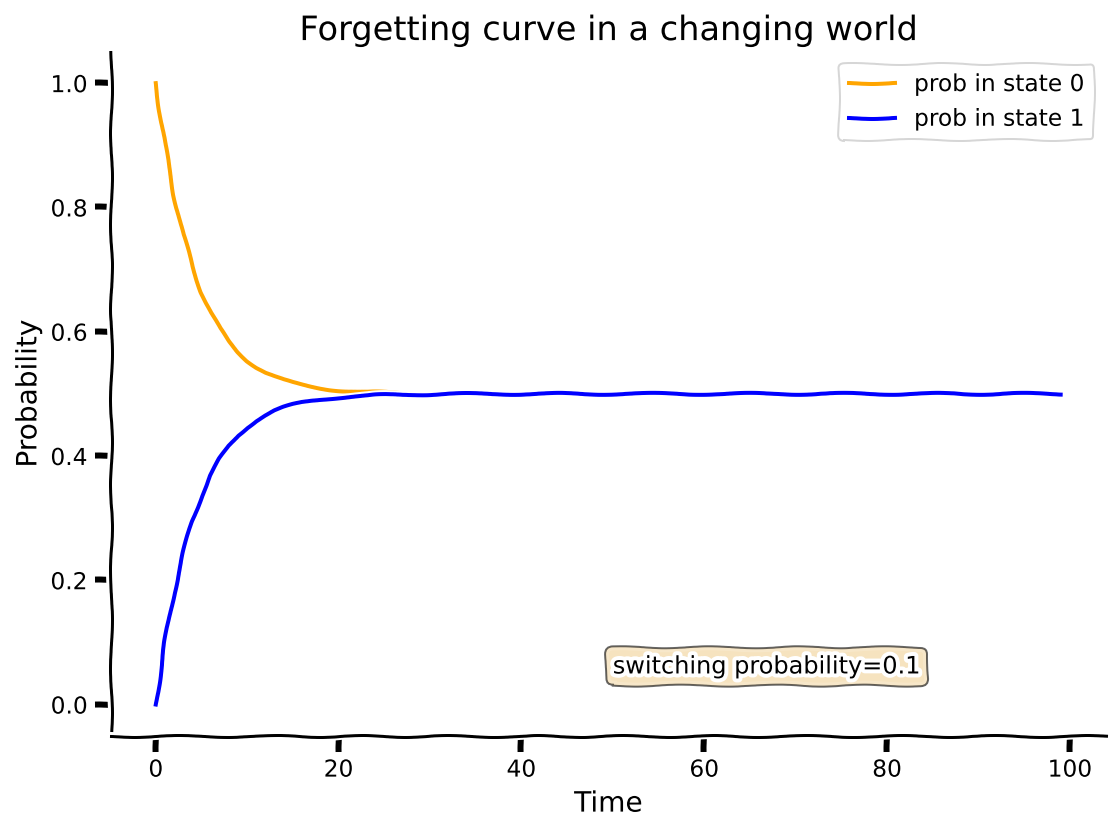 Forgetting curve in a changing world
prob in state 0
prob in state 1
1.0
0.8
0.6
0.4
0.2
0.0
Probability
switching probability=0.1
0 20 40 60 80 100
Time